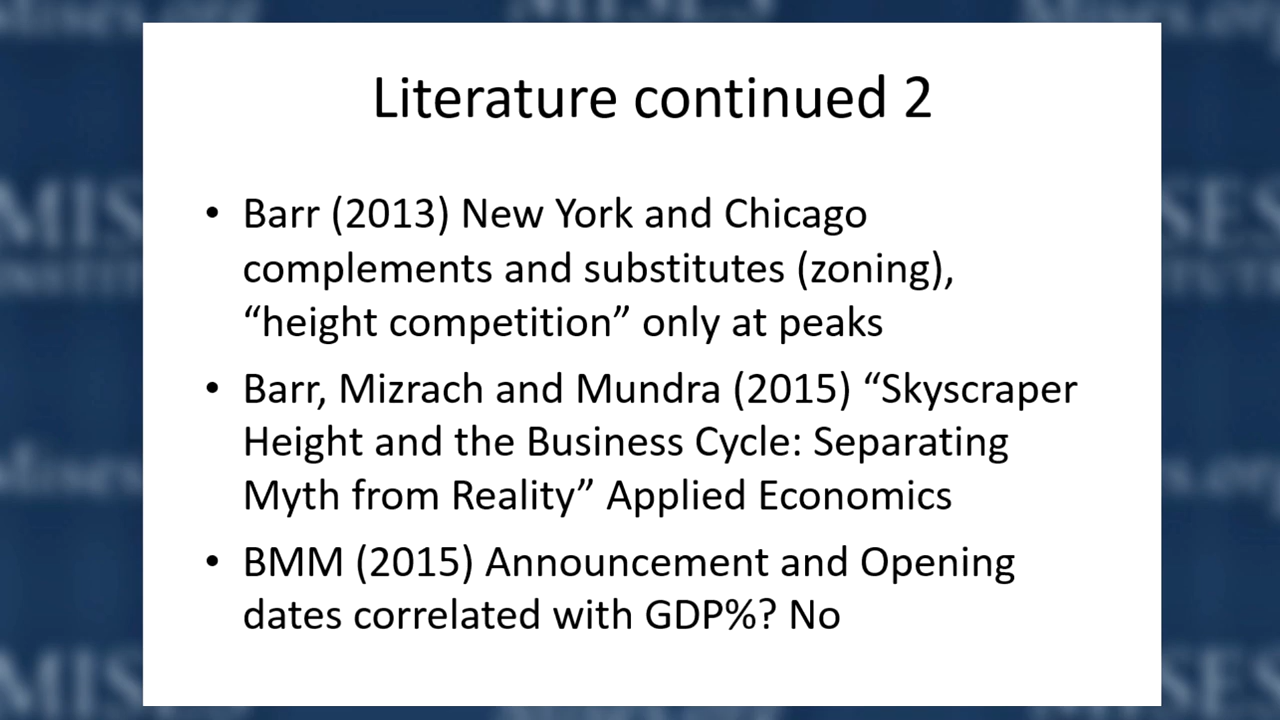 Literature continued 2
• Barr (2013) New York and Chicago
complements and substitutes (zoning),
“height competition” only at peaks
• Barr, Mizrach and Mundra (2015) “Skyscraper
Height and the Business Cycle: Separating
Myth from Reality” Applied Economics
• BMM (2015) Announcement and Opening
dates correlated with GDP%? No